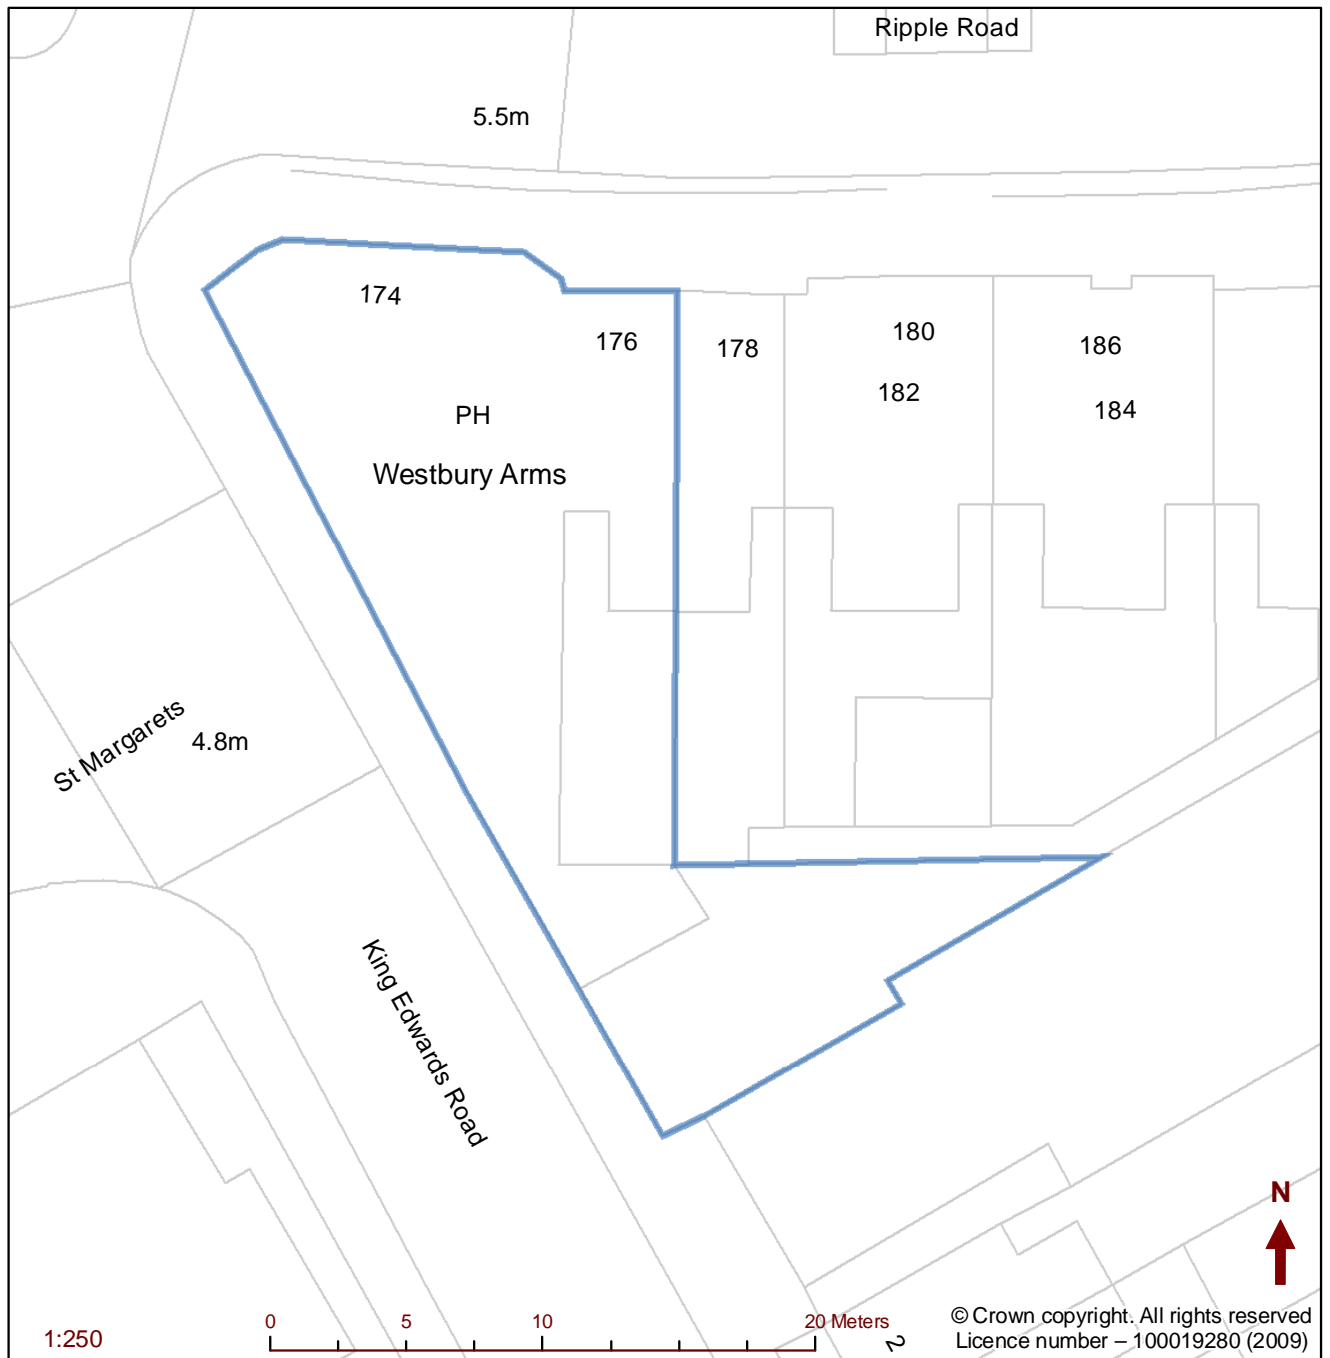 Ripple Road
5.5m
174
176
178
180
186
182
184
PH
Westbury Arms
St Margarets
4.8m
King Edwards Road
N
0 5 10 20 Meters
1:250
2
© Crown copyright. All rights reserved
Licence number – 100019280 (2009)